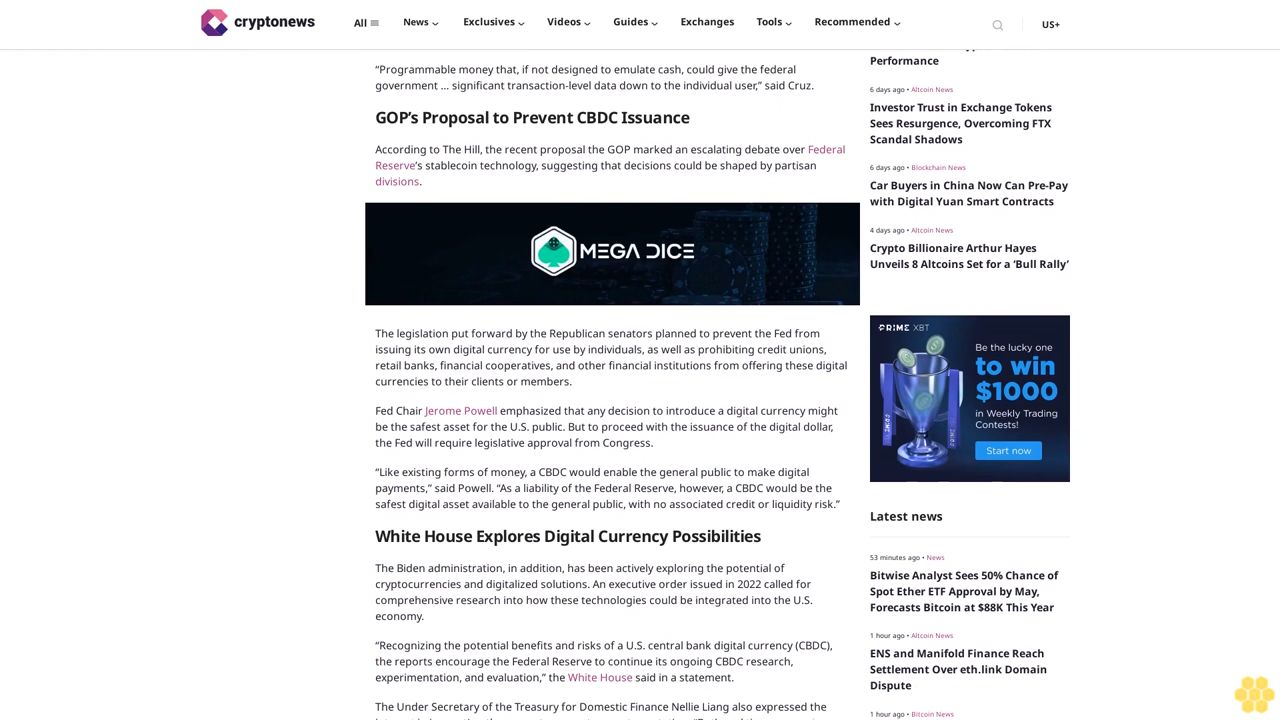 cryptonews
All
News
Exclusives
Videos
Guides
Exchanges
Tools
Recommended
US+
“Programmable money that, if not designed to emulate cash, could give the federal
government … significant transaction-level data down to the individual user,” said Cruz.
GOP’s Proposal to Prevent CBDC Issuance
According to The Hill, the recent proposal the GOP marked an escalating debate over Federal
Reserve’s stablecoin technology, suggesting that decisions could be shaped by partisan
divisions.
MEGA DICE
The legislation put forward by the Republican senators planned to prevent the Fed from
issuing its own digital currency for use by individuals, as well as prohibiting credit unions,
retail banks, financial cooperatives, and other financial institutions from offering these digital
currencies to their clients or members.
Fed Chair Jerome Powell emphasized that any decision to introduce a digital currency might
be the safest asset for the U.S. public. But to proceed with the issuance of the digital dollar,
the Fed will require legislative approval from Congress.
“Like existing forms of money, a CBDC would enable the general public to make digital
payments,” said Powell. “As a liability of the Federal Reserve, however, a CBDC would be the
safest digital asset available to the general public, with no associated credit or liquidity risk.”
White House Explores Digital Currency Possibilities
The Biden administration, in addition, has been actively exploring the potential of
cryptocurrencies and digitalized solutions. An executive order issued in 2022 called for
comprehensive research into how these technologies could be integrated into the U.S.
economy.
“Recognizing the potential benefits and risks of a U.S. central bank digital currency (CBDC),
the reports encourage the Federal Reserve to continue its ongoing CBDC research,
experimentation, and evaluation,” the White House said in a statement.
The Under Secretary of the Treasury for Domestic Finance Nellie Liang also expressed the
Performance
6 days ago • Altcoin News
Investor Trust in Exchange Tokens
Sees Resurgence, Overcoming FTX
Scandal Shadows
6 days ago • Blockchain News
Car Buyers in China Now Can Pre-Pay
with Digital Yuan Smart Contracts
4 days ago • Altcoin News
Crypto Billionaire Arthur Hayes
Unveils 8 Altcoins Set for a ‘Bull Rally’
PRIME XBT
Be the lucky one
to win
$1000
in Weekly Trading
Contests!
Start now
PRIME
Latest news
53 minutes ago • News
Bitwise Analyst Sees 50% Chance of
Spot Ether ETF Approval by May,
Forecasts Bitcoin at $88K This Year
1 hour ago • Altcoin News
ENS and Manifold Finance Reach
Settlement Over eth.link Domain
Dispute
1 hour ago • Bitcoin News